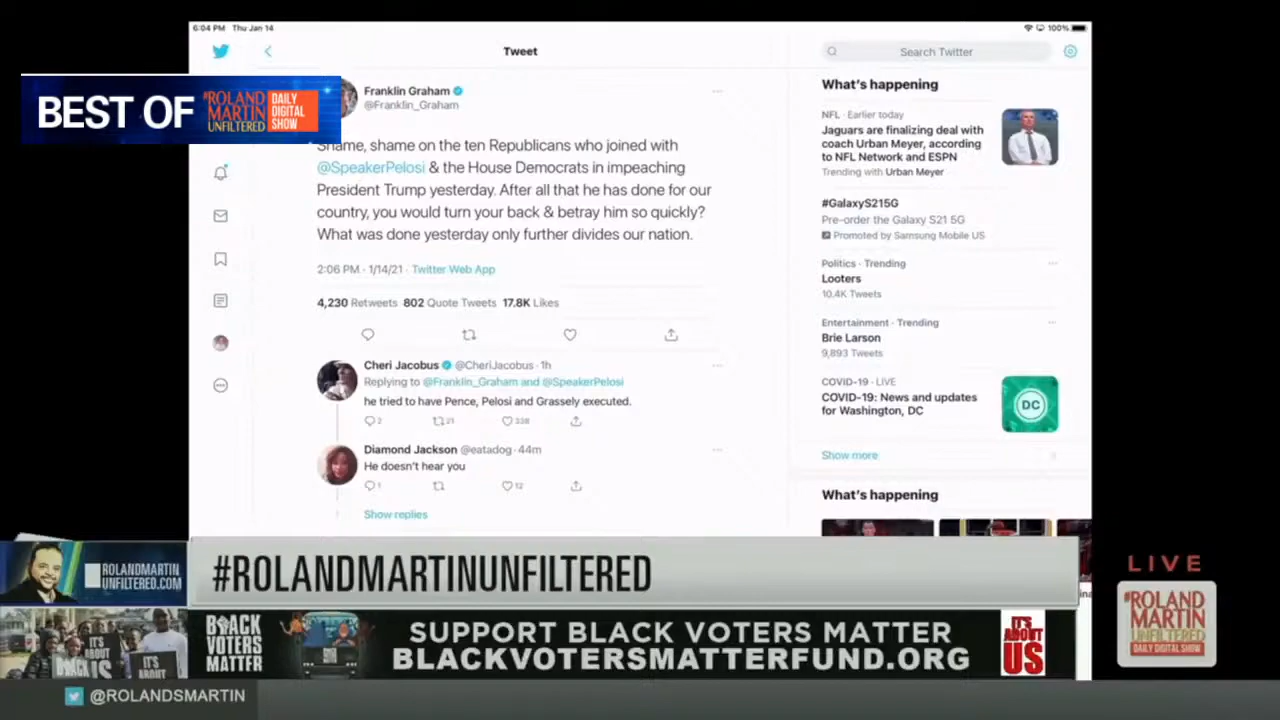 6:04 PM Thu Jan 14
100%
Tweet
Search Twitter
BEST OF
#ROLAND
MARTIN
UNFILTERED
DAILY
DIGITAL
SHOW
Franklin Graham
@Franklin_Graham
Shame, shame on the ten Republicans who joined with
@SpeakerPelosi & the House Democrats in impeaching
President Trump yesterday. After all that he has done for our
country, you would turn your back & betray him so quickly?
What was done yesterday only further divides our nation.
2:06 PM · 1/14/21 · Twitter Web App
4,230 Retweets 802 Quote Tweets 17.8K Likes
Cheri Jacobus @CheriJacobus · 1h
Replying to @Franklin_Graham and @SpeakerPelosi
he tried to have Pence, Pelosi and Grassely executed.
2 21 338
Diamond Jackson @eatadog · 44m
He doesn't hear you
1 12
Show replies
What's happening
NFL · Earlier today
Jaguars are finalizing deal with
coach Urban Meyer, according
to NFL Network and ESPN
Trending with Urban Meyer
#GalaxyS215G
Pre-order the Galaxy S21 5G
Promoted by Samsung Mobile US
Politics · Trending
Looters
10.4K Tweets
Entertainment · Trending
Brie Larson
9,893 Tweets
COVID-19 · LIVE
COVID-19: News and updates
for Washington, DC
DC
Show more
What's happening
ROLANDMARTIN
UNFILTERED.COM
#ROLANDMARTINUNFILTERED
LIVE
#ROLAND
MARTIN
UNFILTERED
DAILY DIGITAL SHOW
IT'S
ABOUT
US
IT'S
BLACK
VOTERS
MATTER
SUPPORT BLACK VOTERS MATTER
BLACKVOTERSMATTERFUND.ORG
IT'S
ABOUT
US
@ROLANDSMARTIN